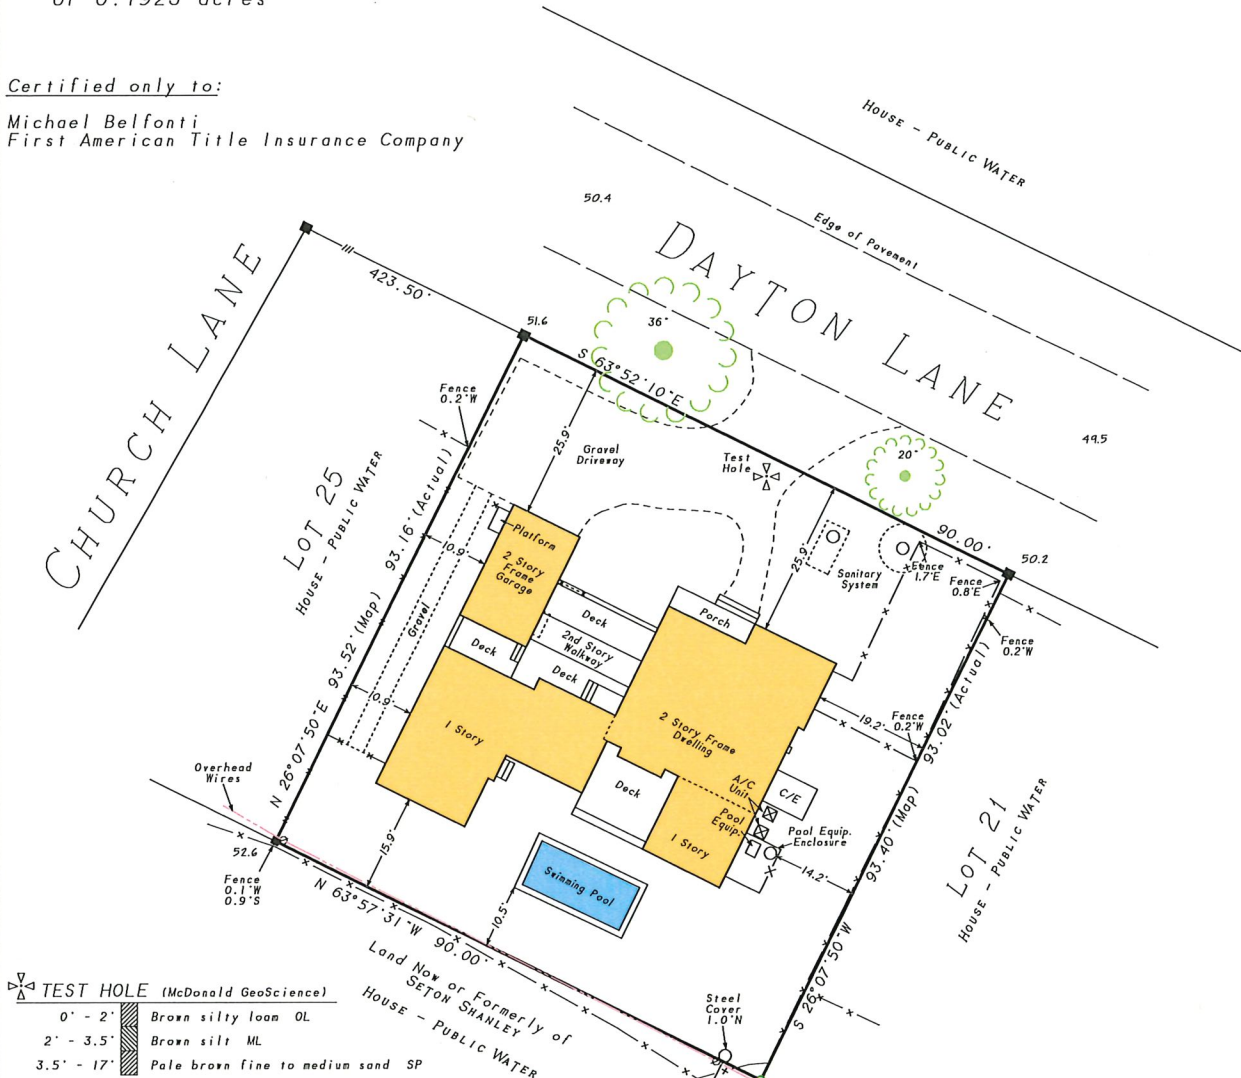 or 0.1923 acres
Certified only to:
Michael Belfonti
First American Title Insurance Company
HOUSE - PUBLIC WATER
50.4
Edge of Pavement
DAYTON LANE
CHURCH LANE
423.50'
51.6
36"
S 63°52'10"E
49.5
20"
Fence
0.2'W
25.9'
Gravel
Driveway
Test
Hole
90.00'
50.2
LOT 25
HOUSE - PUBLIC WATER
93.16' (Actual)
93.52' (Map)
N 26°07'50"E
10.9'
Platform
2 Story
Frame
Garage
25.9'
Sanitary
System
Fence
1.7'E
Fence
0.8'E
Fence
0.2'W
Gravel
Deck
Porch
Deck
2nd Story
Walkway
Deck
10.9'
1 Story
2 Story Frame
Dwelling
19.2'
Fence
0.2'W
93.02' (Actual)
93.40' (Map)
S 26°07'50"W
Overhead
Wires
Deck
A/C
Unit
C/E
Pool
Equip.
Pool Equip.
Enclosure
1 Story
14.2'
LOT 21
HOUSE - PUBLIC WATER
15.9'
Swimming Pool
10.5'
52.6
Fence
0.1'W
0.9'S
N 63°57'31"W 90.00'
Land Now or Formerly of
SETON SHANLEY
HOUSE - PUBLIC WATER
Steel
Cover
1.0'N
TEST HOLE (McDonald GeoScience)
0' - 2' Brown silty loam OL
2' - 3.5' Brown silt ML
3.5' - 17' Pale brown fine to medium sand SP